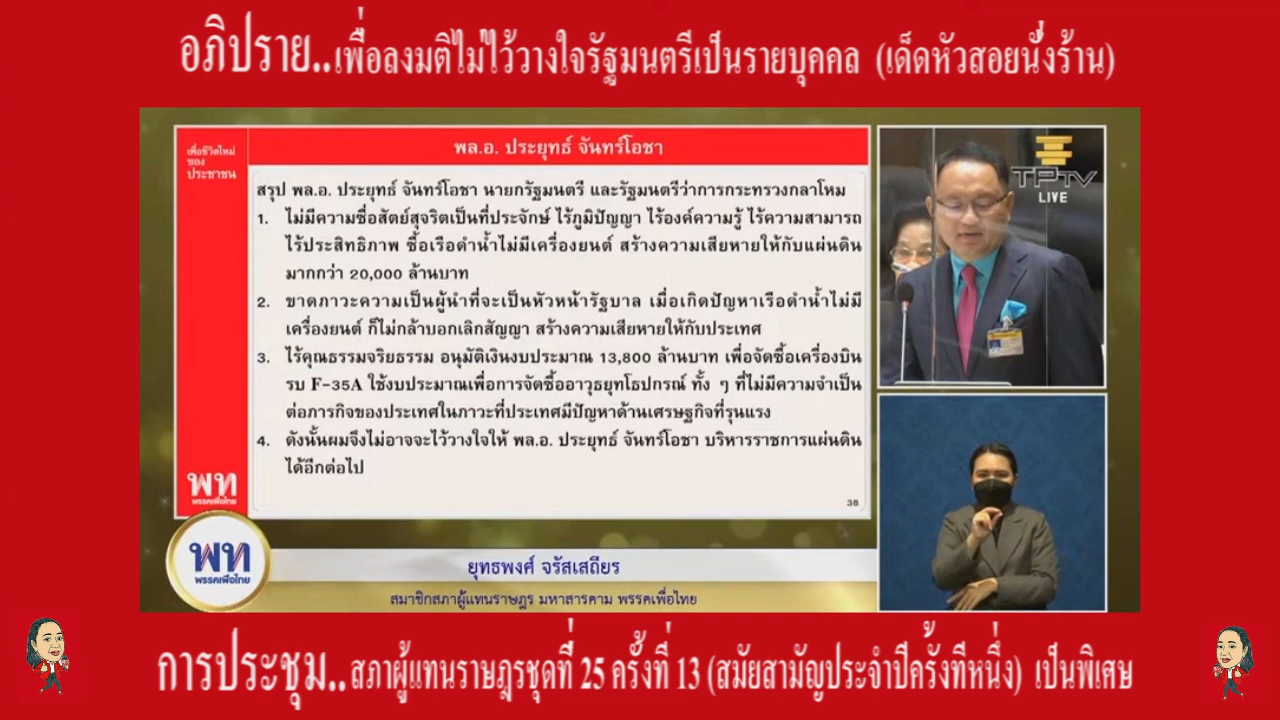 อภิปราย..เพื่อลงมติไม่ไว้วางใจรัฐมนตรีเป็นรายบุคคล (เด็ดหัวสอยนั่งร้าน)
เพื่อชีวิตใหม่
ของ
ประชาชน
พล.อ. ประยุทธ์ จันทร์โอชา
สรุป พล.อ. ประยุทธ์ จันทร์โอชา นายกรัฐมนตรี และรัฐมนตรีว่าการกระทรวงกลาโหม
1. ไม่มีความซื่อสัตย์สุจริตเป็นที่ประจักษ์ ไร้ภูมิปัญญา ไร้องค์ความรู้ ไร้ความสามารถ
ไร้ประสิทธิภาพ ซื้อเรือดำน้ำไม่มีเครื่องยนต์ สร้างความเสียหายให้กับแผ่นดิน
มากกว่า 20,000 ล้านบาท
2. ขาดภาวะความเป็นผู้นำที่จะเป็นหัวหน้ารัฐบาล เมื่อเกิดปัญหาเรือดำน้ำไม่มี
เครื่องยนต์ ก็ไม่กล้าบอกเลิกสัญญา สร้างความเสียหายให้กับประเทศ
3. ไร้คุณธรรมจริยธรรม อนุมัติเงินงบประมาณ 13,800 ล้านบาท เพื่อจัดซื้อเครื่องบิน
รบ F-35A ใช้งบประมาณเพื่อการจัดซื้ออาวุธยุทโธปกรณ์ ทั้ง ๆ ที่ไม่มีความจำเป็น
ต่อภารกิจของประเทศในภาวะที่ประเทศมีปัญหาด้านเศรษฐกิจที่รุนแรง
4. ดังนั้นผมจึงไม่อาจจะไว้วางใจให้ พล.อ. ประยุทธ์ จันทร์โอชา บริหารราชการแผ่นดิน
ได้อีกต่อไป
พท
พรรคเพื่อไทย
38
TPTV
LIVE
พท
พรรคเพื่อไทย
ยุทธพงศ์ จรัสเสถียร
สมาชิกสภาผู้แทนราษฎร มหาสารคาม พรรคเพื่อไทย
การประชุม..สภาผู้แทนราษฎรชุดที่ 25 ครั้งที่ 13 (สมัยสามัญประจำปีครั้งที่หนึ่ง) เป็นพิเศษ